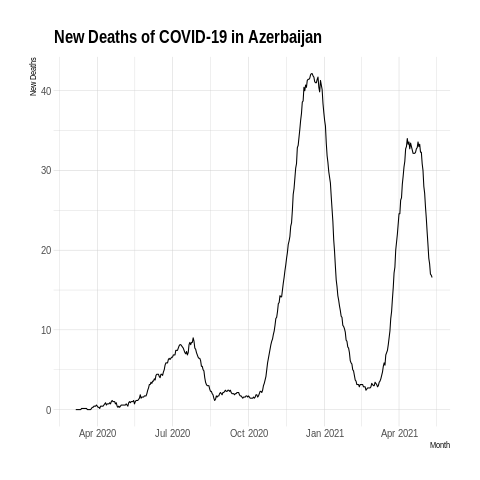 New Deaths of COVID-19 in Azerbaijan
New Deaths
40
30
20
10
0
Apr 2020 Jul 2020 Oct 2020 Jan 2021 Apr 2021
Month